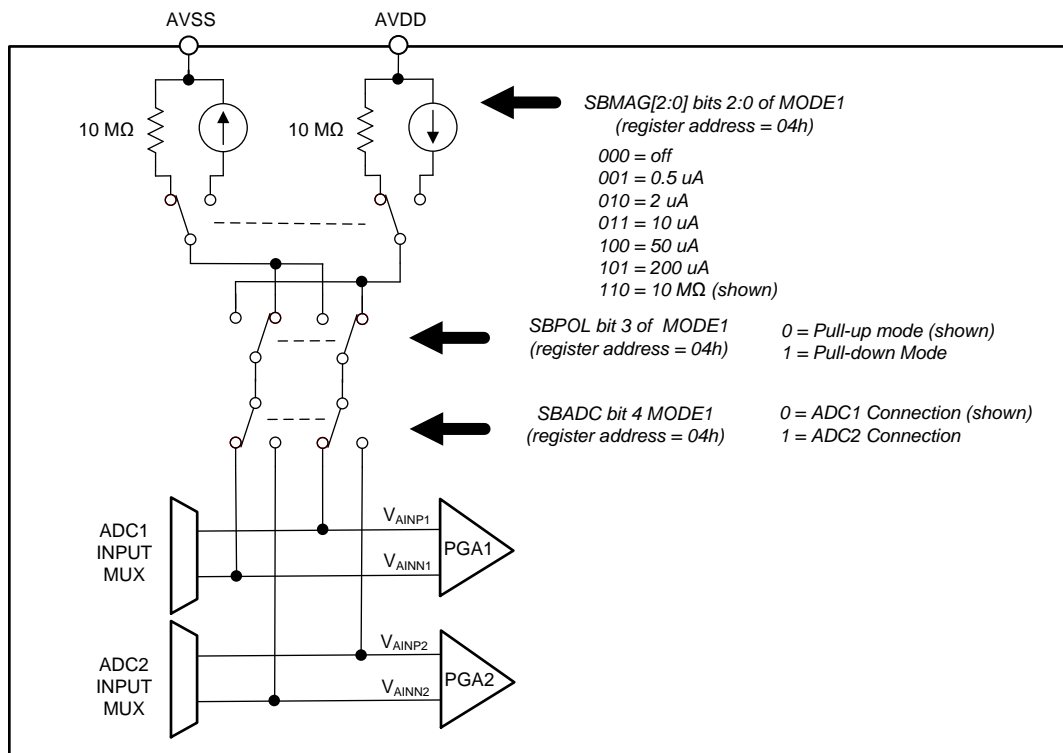 AVSS
AVDD
10 MΩ
10 MΩ
SBMAG[2:0] bits 2:0 of MODE1
(register address = 04h)
000 = off
001 = 0.5 uA
010 = 2 uA
011 = 10 uA
100 = 50 uA
101 = 200 uA
110 = 10 MΩ (shown)
SBPOL bit 3 of MODE1
(register address = 04h)
0 = Pull-up mode (shown)
1 = Pull-down Mode
SBADC bit 4 MODE1
(register address = 04h)
0 = ADC1 Connection (shown)
1 = ADC2 Connection
ADC1
INPUT
MUX
VAINP1
VAINN1
PGA1
ADC2
INPUT
MUX
VAINP2
VAINN2
PGA2